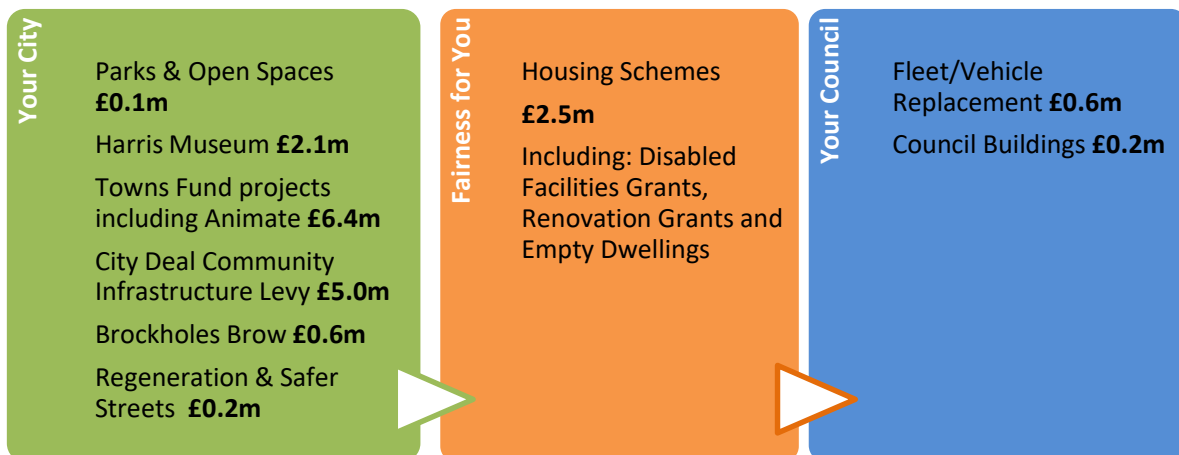 Your City
Parks & Open Spaces
£0.1m
Harris Museum £2.1m
Towns Fund projects
including Animate £6.4m
City Deal Community
Infrastructure Levy £5.0m
Brockholes Brow £0.6m
Regeneration & Safer
Streets £0.2m
Fairness for You
Housing Schemes
£2.5m
Including: Disabled
Facilities Grants,
Renovation Grants and
Empty Dwellings
Your Council
Fleet/Vehicle
Replacement £0.6m
Council Buildings £0.2m